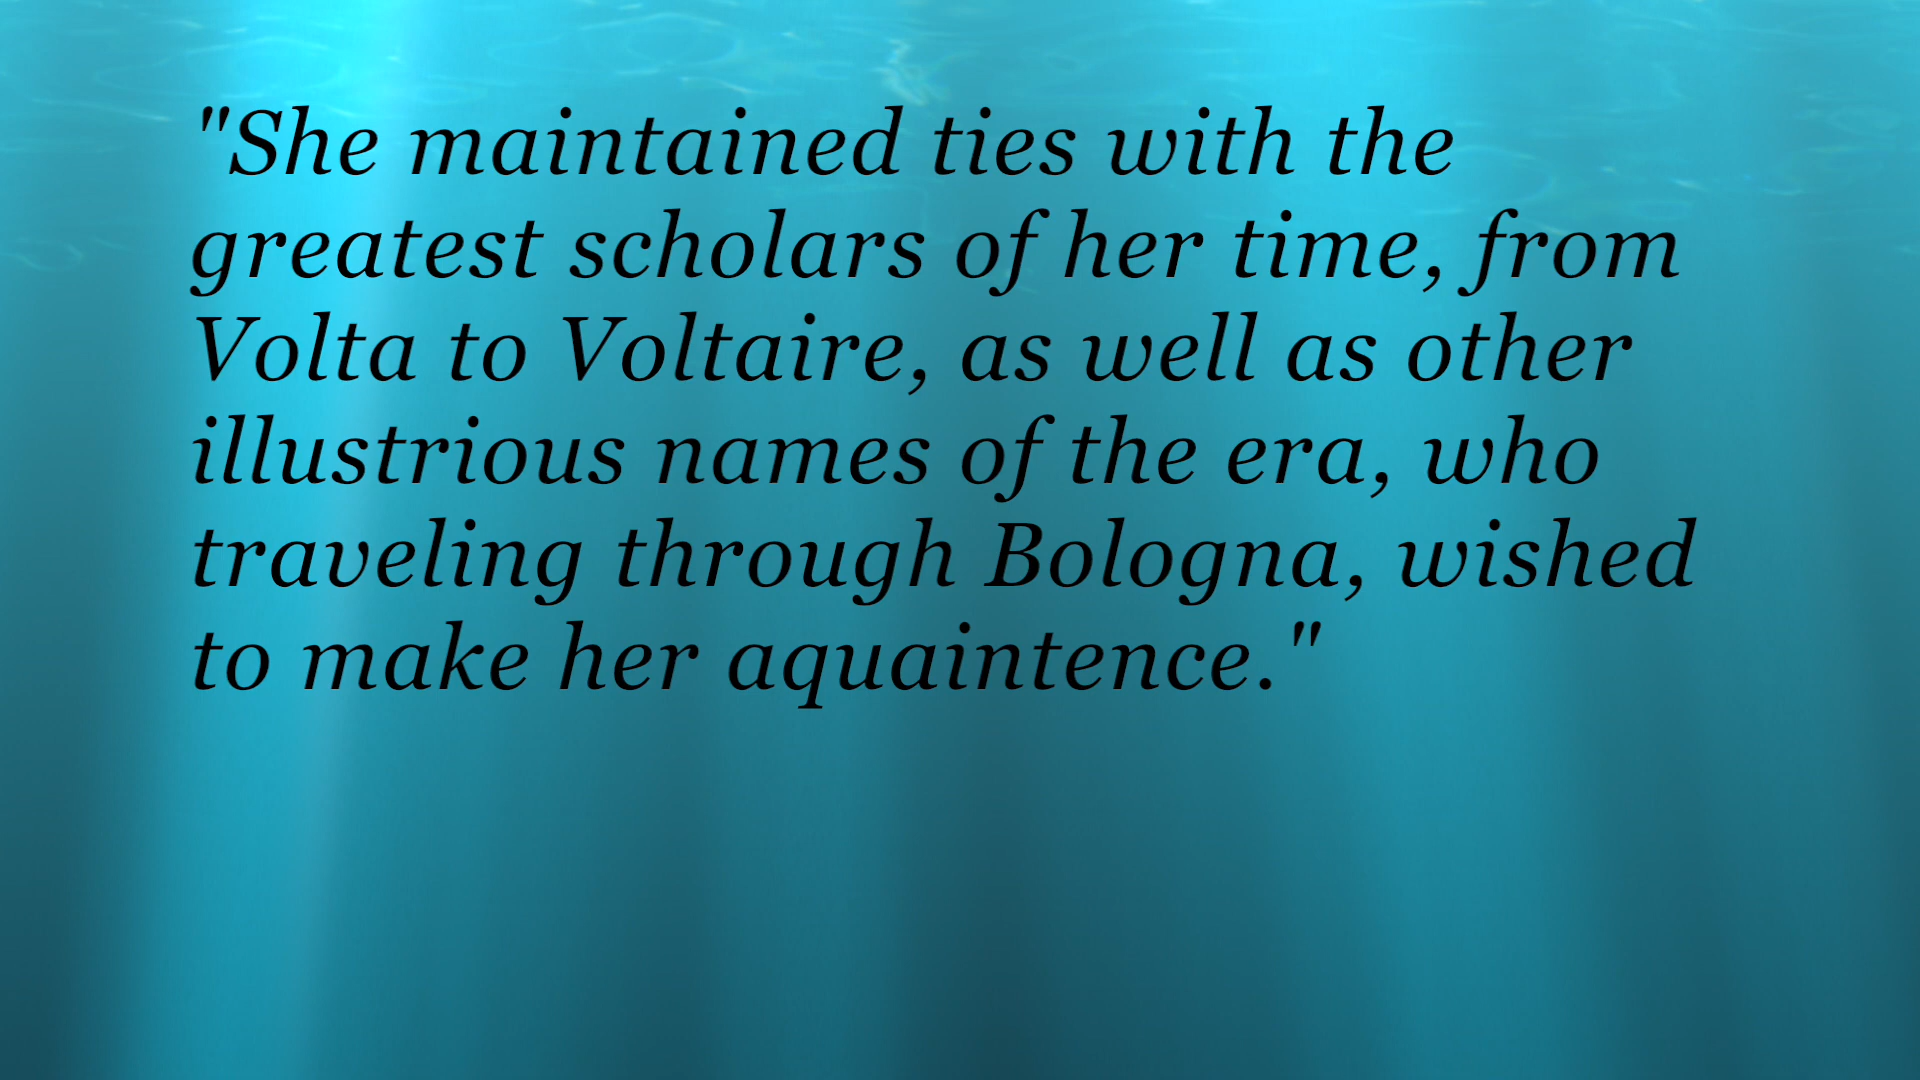 "She maintained ties with the
greatest scholars of her time, from
Volta to Voltaire, as well as other
illustrious names of the era, who
traveling through Bologna, wished
to make her aquaintence."